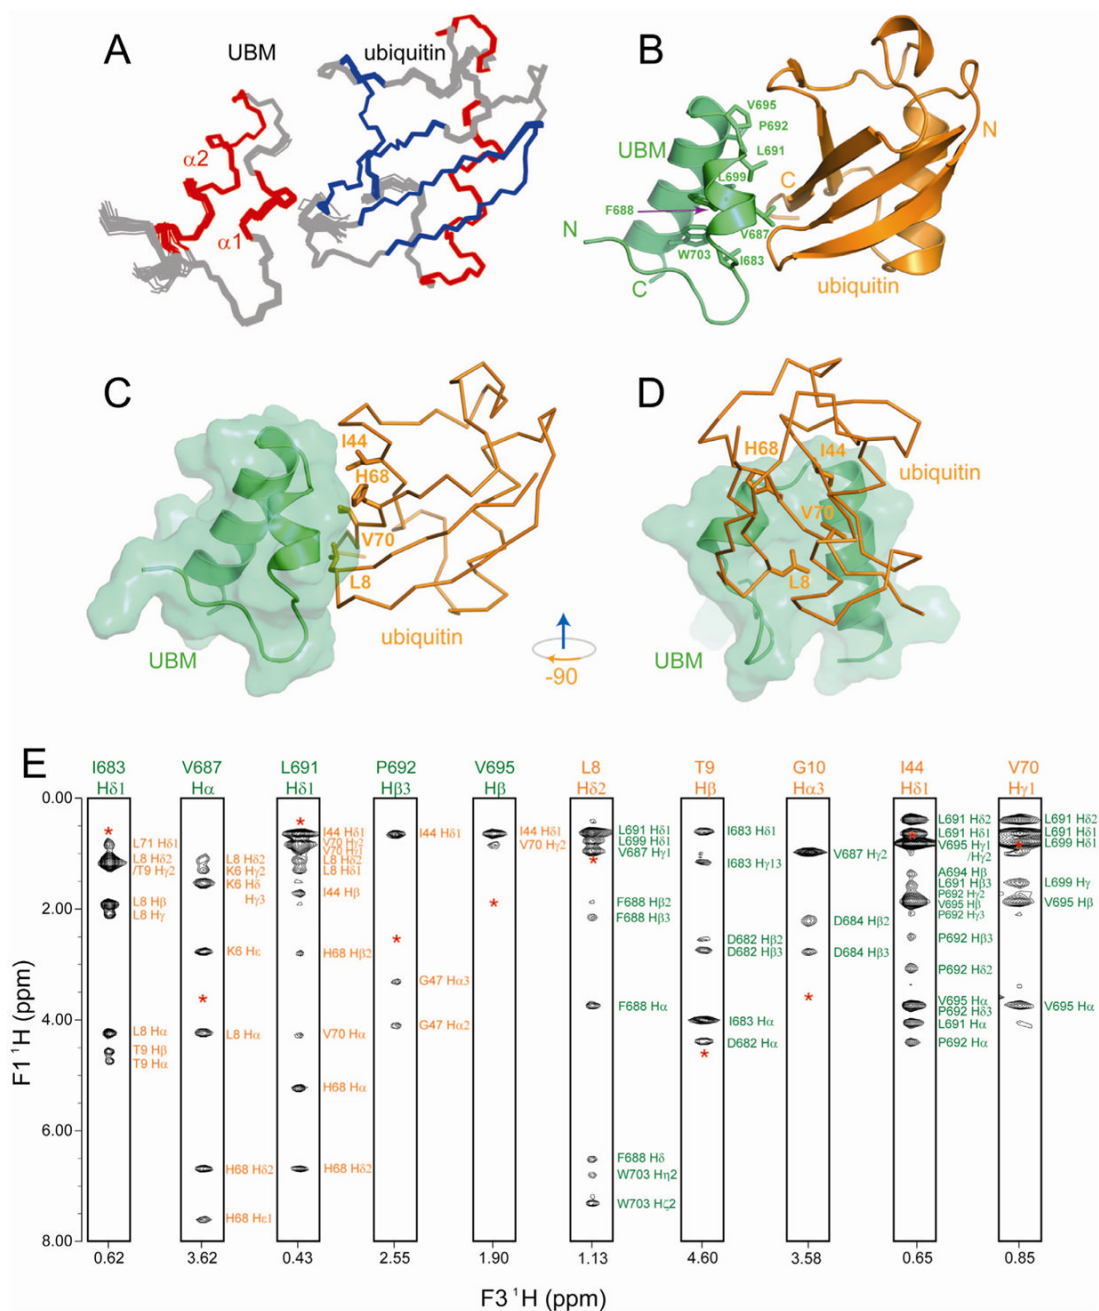 A
UBM
ubiquitin
α2
α1
B
V695
P692
UBM
L691
N
L699
C
F688
N
V687
W703
I683
C
ubiquitin
C
I44
H68
V70
L8
ubiquitin
UBM
-90
D
H68
I44
ubiquitin
V70
L8
UBM
E
I683 V687 L691 P692 V695 L8 T9 G10 I44 V70
Hδ1 Hα Hδ1 Hβ3 Hβ Hδ2 Hβ Hα3 Hδ1 Hγ1
F1 ¹H (ppm)
0.00
2.00
4.00
6.00
8.00
*
L71 Hδ1
L8 Hδ2
/T9 Hγ2
L8 Hβ
L8 Hγ
L8 Hα
T9 Hβ
T9 Hα
0.62
L8 Hδ2
K6 Hγ2
K6 Hδ
Hγ3
K6 Hε
*
L8 Hα
H68 Hδ2
H68 Hε1
3.62
*
I44 Hδ1
V70 Hγ2
V70 Hγ1
L8 Hδ2
L8 Hδ1
I44 Hβ
H68 Hβ2
V70 Hα
H68 Hα
H68 Hδ2
0.43
I44 Hδ1
*
G47 Hα3
G47 Hα2
2.55
I44 Hδ1
V70 Hγ2
*
1.90
L691 Hδ1
L699 Hδ1
V687 Hγ1
*
F688 Hβ2
F688 Hβ3
F688 Hα
F688 Hδ
W703 Hη2
W703 Hζ2
1.13
I683 Hδ1
I683 Hγ13
D682 Hβ2
D682 Hβ3
I683 Hα
D682 Hα
*
4.60
V687 Hγ2
D684 Hβ2
D684 Hβ3
*
3.58
L691 Hδ2
L691 Hδ1
*
V695 Hγ1
/Hγ2
A694 Hβ
L691 Hβ3
P692 Hγ2
V695 Hβ
P692 Hγ3
P692 Hβ3
P692 Hδ2
V695 Hα
P692 Hδ3
L691 Hα
P692 Hα
0.65
L691 Hδ2
L691 Hδ1
L699 Hδ1
*
L699 Hγ
V695 Hβ
V695 Hα
0.85
F3 ¹H (ppm)